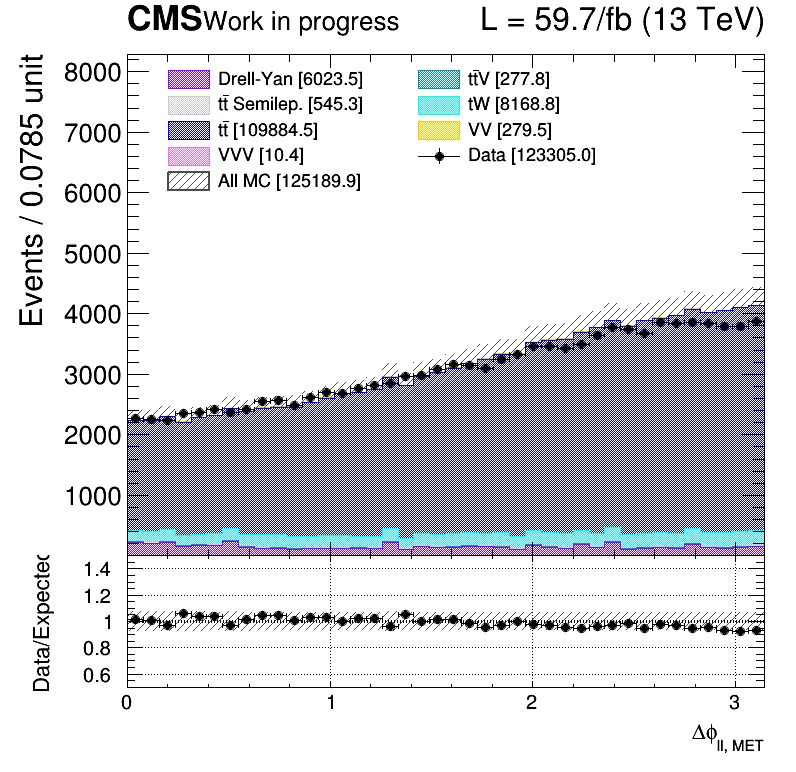 CMS Work in progress L = 59.7/fb (13 TeV)
Events / 0.0785 unit
8000
7000
6000
5000
4000
3000
2000
1000
Drell-Yan [6023.5]
tt̄ Semilep. [545.3]
tt̄ [109884.5]
VVV [10.4]
All MC [125189.9]
tt̄V [277.8]
tW [8168.8]
VV [279.5]
Data [123305.0]
Data/Expected
1.4
1.2
1
0.8
0.6
0 1 2 3
Δϕll, MET